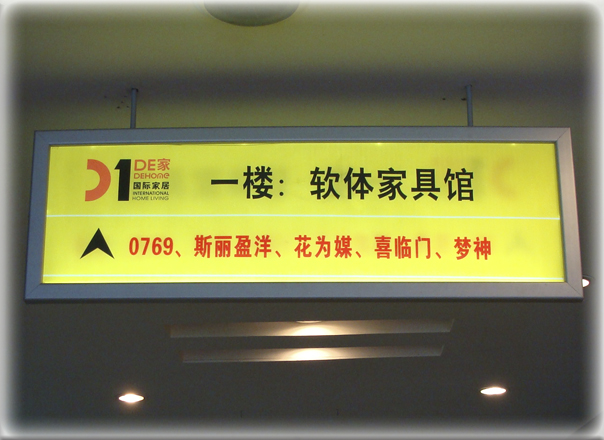 D1
DE家
DEHOME
国际家居
INTERNATIONAL
HOME LIVING
一楼：软体家具馆
0769、斯丽盈洋、花为媒、喜临门、梦神